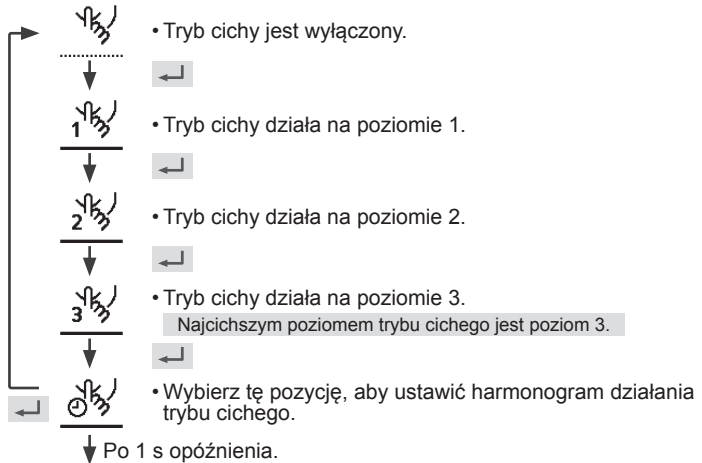 • Tryb cichy jest wyłączony.
1
• Tryb cichy działa na poziomie 1.
2
• Tryb cichy działa na poziomie 2.
3
• Tryb cichy działa na poziomie 3.
Najcichszym poziomem trybu cichego jest poziom 3.
• Wybierz tę pozycję, aby ustawić harmonogram działania
trybu cichego.
Po 1 s opóźnienia.